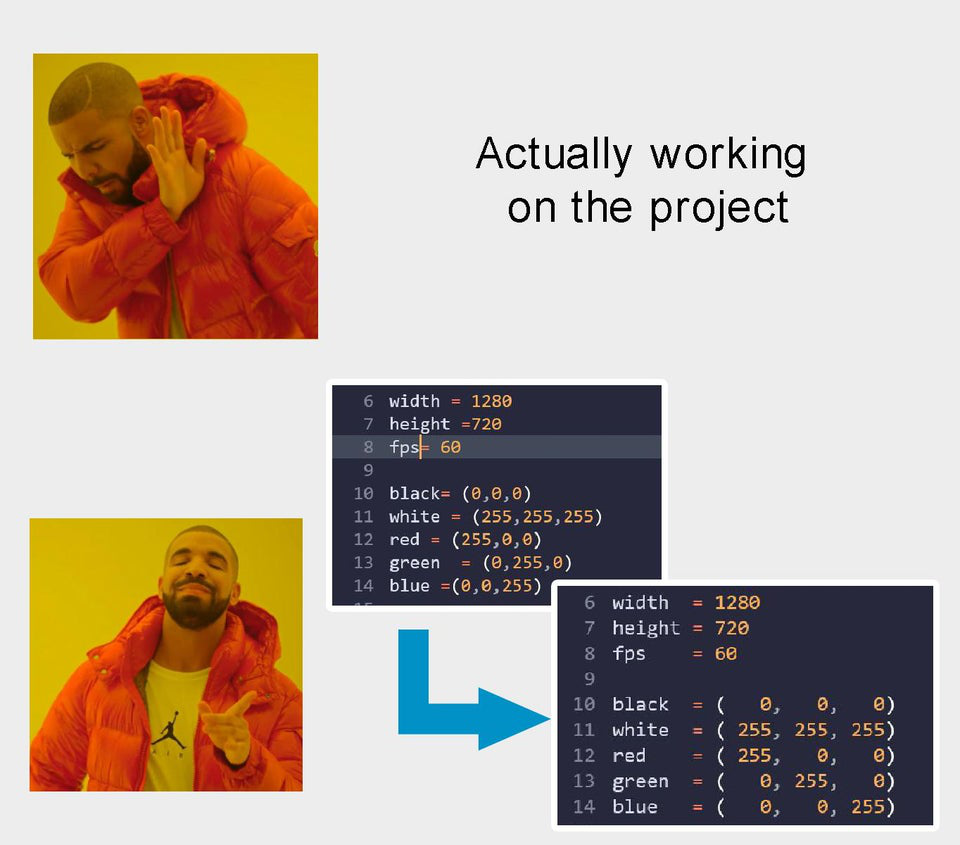 Actually working
on the project
6 width = 1280
7 height =720
8 fps= 60
9
10 black= (0,0,0)
11 white = (255,255,255)
12 red = (255,0,0)
13 green  = (0,255,0)
14 blue =(0,0,255)
6 width  = 1280
7 height = 720
8 fps    = 60
9
10 black  = (   0,   0,   0)
11 white  = ( 255, 255, 255)
12 red    = ( 255,   0,   0)
13 green  = (   0, 255,   0)
14 blue   = (   0,   0, 255)
AIR